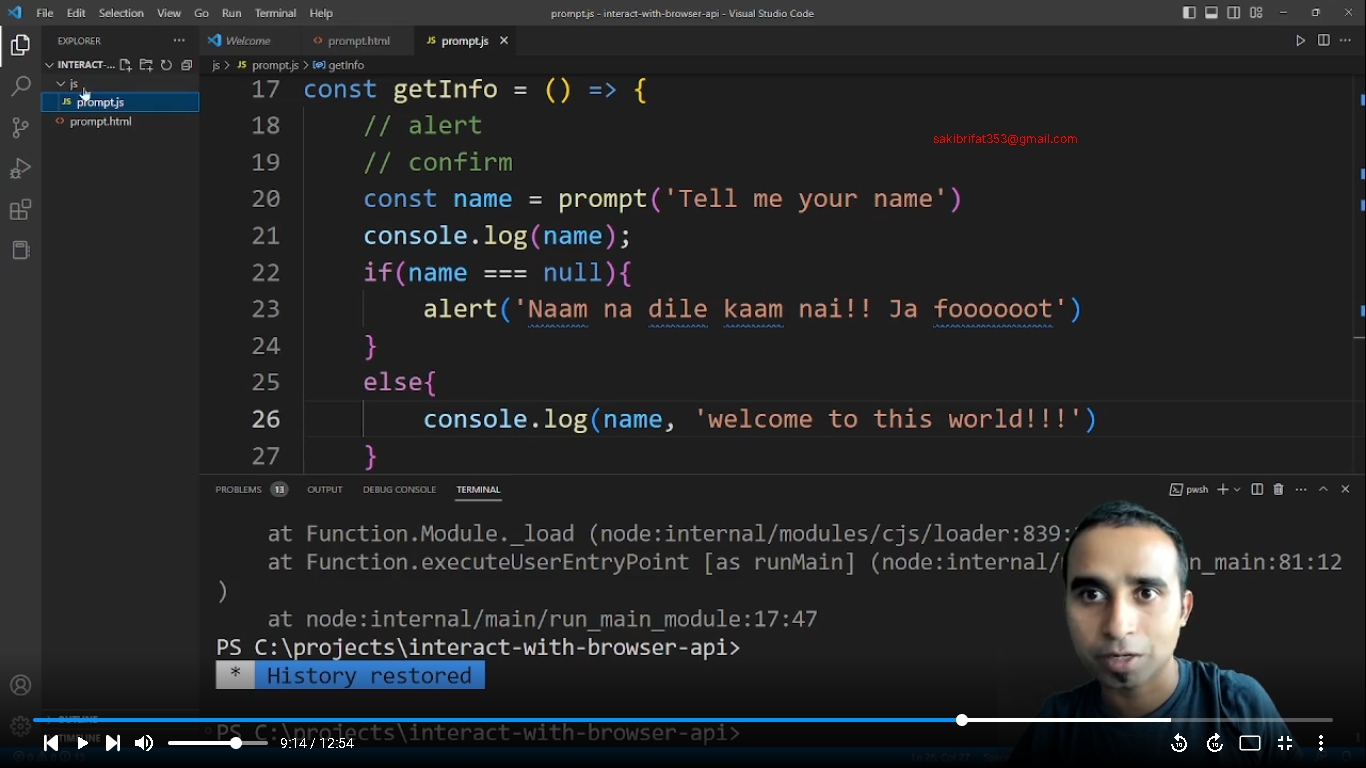 File Edit Selection View Go Run Terminal Help
prompt.js - interact-with-browser-api - Visual Studio Code
EXPLORER
INTERACT-...
js
JS prompt.js
<> prompt.html
Welcome
<> prompt.html
JS prompt.js
js > JS prompt.js > getInfo
17 const getInfo = () => {
18 // alert
19 // confirm
20 const name = prompt('Tell me your name')
21 console.log(name);
22 if(name === null){
23 alert('Naam na dile kaam nai!! Ja foooooot')
24 }
25 else{
26 console.log(name, 'welcome to this world!!!')
27 }
sakibrifat353@gmail.com
PROBLEMS 13 OUTPUT DEBUG CONSOLE TERMINAL
pwsh
at Function.Module._load (node:internal/modules/cjs/loader:839:
at Function.executeUserEntryPoint [as runMain] (node:internal/ n_main:81:12
)
at node:internal/main/run_main_module:17:47
PS C:\projects\interact-with-browser-api>
* History restored
PS C:\projects\interact-with-browser-api>
OUTLINE
TIMELINE
9:14 / 12:54
10
10